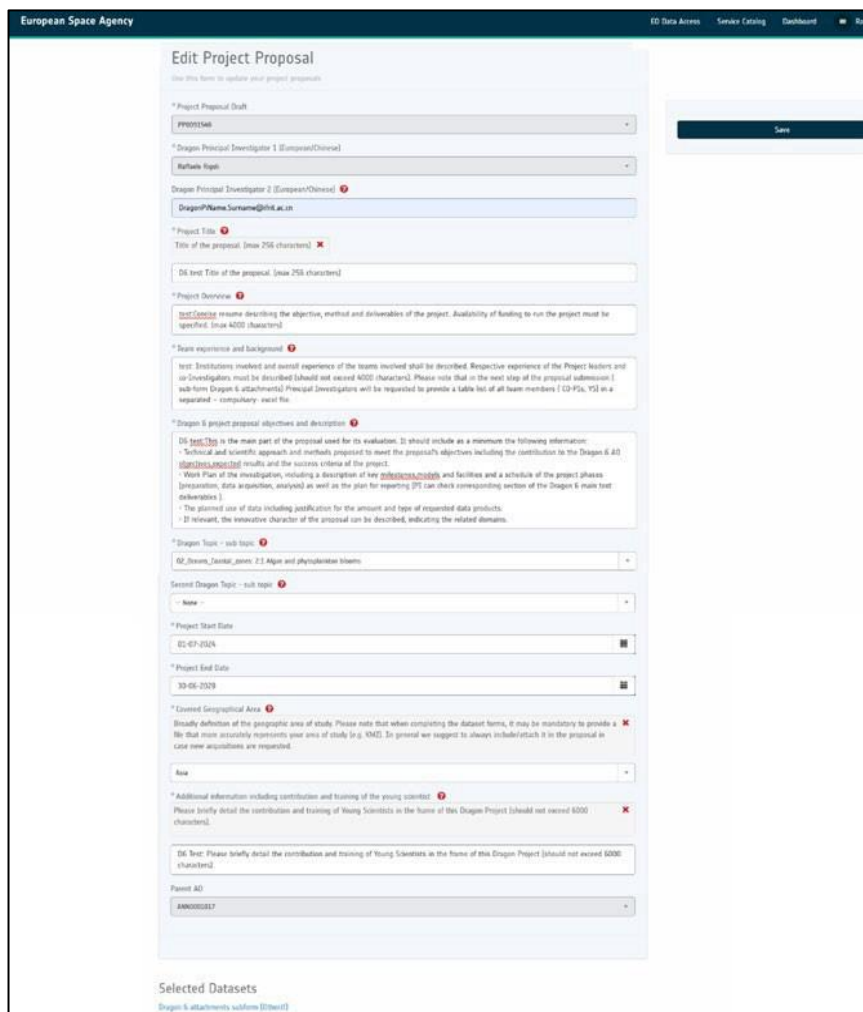 European Space Agency
EO Data Access Service Catalog Dashboard
Edit Project Proposal
Use this form to update your project proposals
* Project Proposal Draft
* Dragon Principal Investigator 1 (European/Chinese)
Dragon Principal Investigator 2 (European/Chinese)
* Project Title
Title of the proposal. (max 256 characters)
D6 test Title of the proposal. (max 256 characters)
* Project Overview
test:Concise resume describing the objective, method and deliverables of the project. Availability of funding to run the project must be
specified. (max 4000 characters)
* Team experience and background
test: Institutions involved and overall experience of the teams involved shall be described. Respective experience of the Project leaders and
co-Investigators must be described (should not exceed 4000 characters). Please note that in the next step of the proposal submission (
sub-form Dragon 6 attachments) Principal Investigators will be requested to provide a table list of all team members ( CO-PIs, YS) in a
separated - compulsory- excel file
* Dragon 6 project proposal objectives and description
D6 test:This is the main part of the proposal used for its evaluation. It should include as a minimum the following information:
- Technical and scientific approach and methods proposed to meet the proposal's objectives including the contribution to the Dragon 6 AO
objectives,expected results and the success criteria of the project.
- Work Plan of the investigation, including a description of key milestones,models and facilities and a schedule of the project phases
(preparation, data acquisition, analysis) as well as the plan for reporting (PI can check corresponding section of the Dragon 6 main text
deliverables ).
- The planned use of data including justification for the amount and type of requested data products.
- If relevant, the innovative character of the proposal can be described, indicating the related domains.
* Dragon Topic - sub topic
2:1 Algae and phytoplankton blooms
Second Dragon Topic - sub topic
-- None --
* Project Start Date
01-07-2024
* Project End Date
30-06-2028
* Covered Geographical Area
Broadly definition of the geographic area of study. Please note that when completing the dataset forms, it may be mandatory to provide a
file that more accurately represents your area of study (e.g. KMZ). In general we suggest to always include/attach it in the proposal in
case new acquisitions are requested.
Asia
* Additional information including contribution and training of the young scientist
Please briefly detail the contribution and training of Young Scientists in the frame of this Dragon Project (should not exceed 6000
characters).
D6 Test: Please briefly detail the contribution and training of Young Scientists in the frame of this Dragon Project (should not exceed 6000
characters).
Parent AO
Save
Selected Datasets
Dragon 6 attachments subform